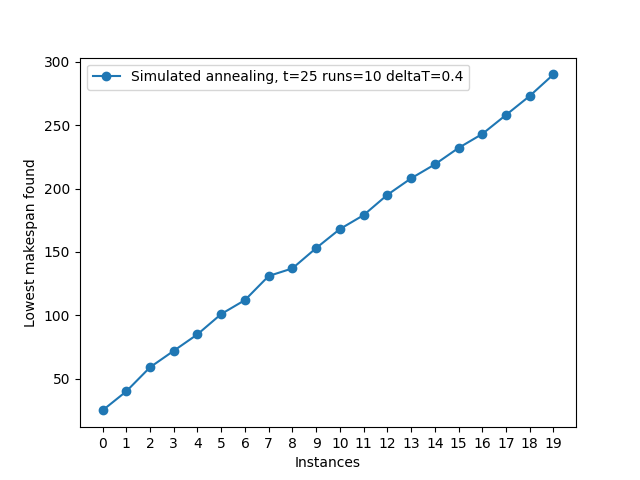 Simulated annealing, t=25 runs=10 deltaT=0.4
300
250
200
150
100
50
Lowest makespan found
0 1 2 3 4 5 6 7 8 9 10 11 12 13 14 15 16 17 18 19
Instances